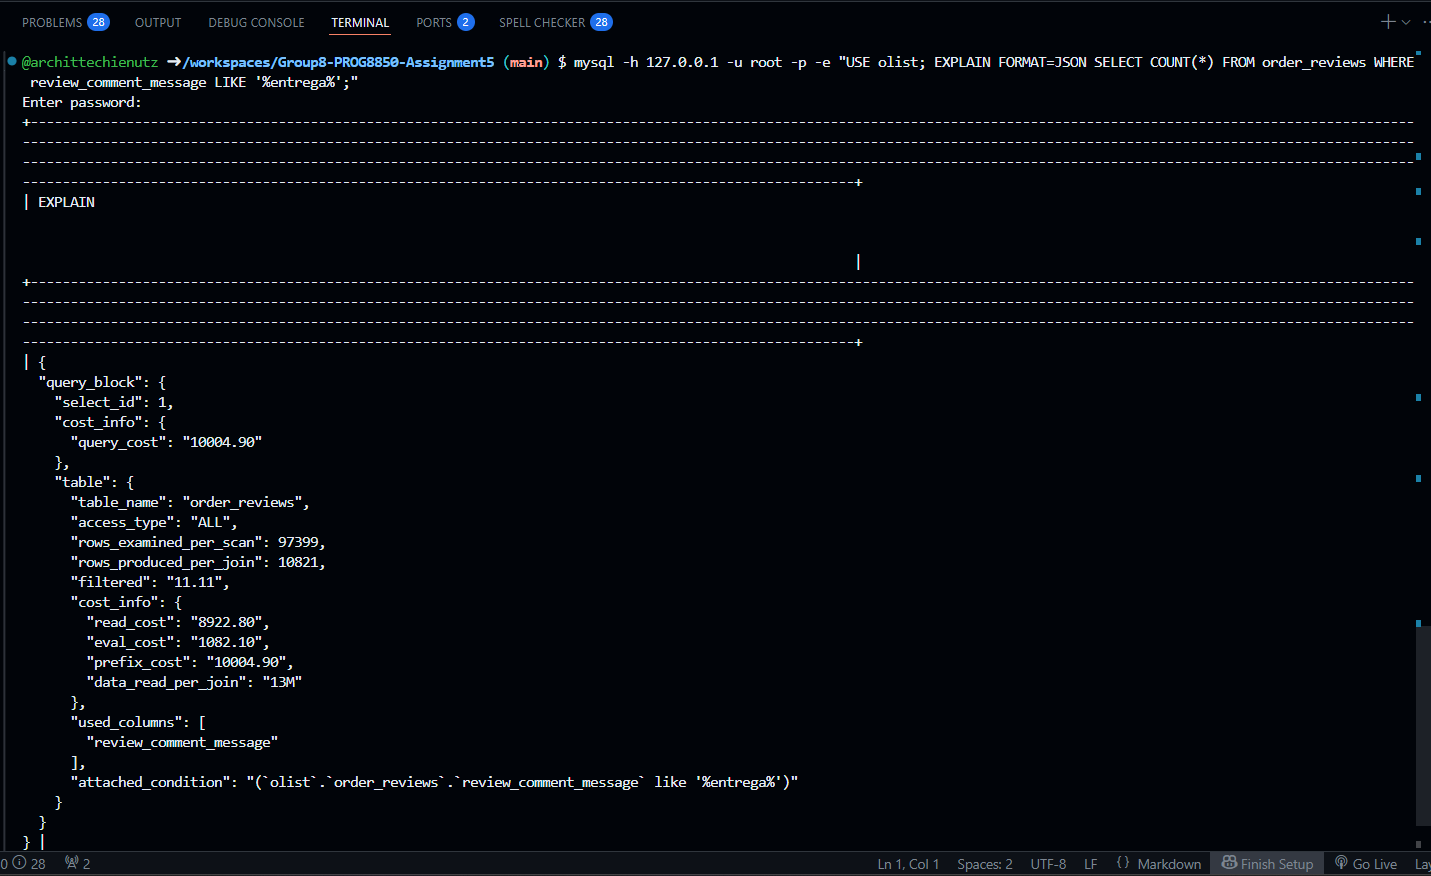 PROBLEMS 28 OUTPUT DEBUG CONSOLE TERMINAL PORTS 2 SPELL CHECKER 28
@archittechienutz ➜/workspaces/Group8-PROG8850-Assignment5 (main) $ mysql -h 127.0.0.1 -u root -p -e "USE olist; EXPLAIN FORMAT=JSON SELECT COUNT(*) FROM order_reviews WHERE
review_comment_message LIKE '%entrega%';"
Enter password:
| EXPLAIN
|
| {
"query_block": {
"select_id": 1,
"cost_info": {
"query_cost": "10004.90"
},
"table": {
"table_name": "order_reviews",
"access_type": "ALL",
"rows_examined_per_scan": 97399,
"rows_produced_per_join": 10821,
"filtered": "11.11",
"cost_info": {
"read_cost": "8922.80",
"eval_cost": "1082.10",
"prefix_cost": "10004.90",
"data_read_per_join": "13M"
},
"used_columns": [
"review_comment_message"
],
"attached_condition": "(`olist`.`order_reviews`.`review_comment_message` like '%entrega%')"
}
}
} |
0 28 2 Ln 1, Col 1 Spaces: 2 UTF-8 LF {} Markdown Finish Setup Go Live Lay